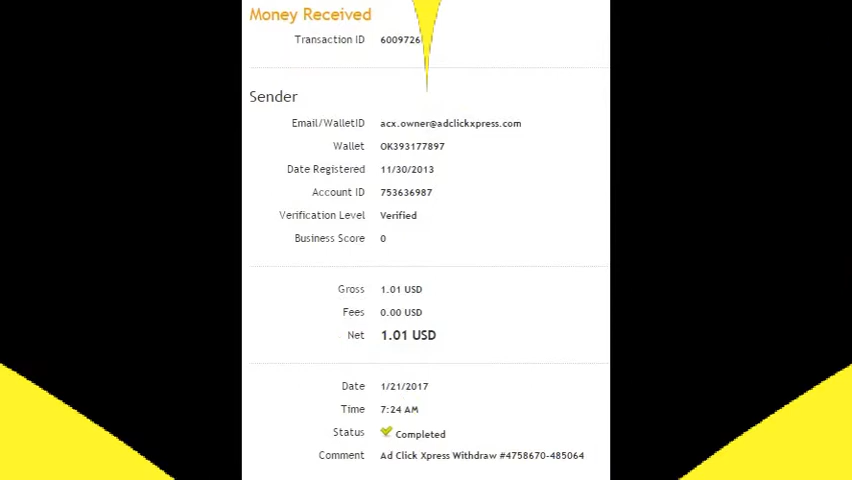 Money Received
Transaction ID 6009726
Sender
Email/WalletID acx.owner@adclickxpress.com
Wallet OK393177897
Date Registered 11/30/2013
Account ID 753636987
Verification Level Verified
Business Score 0
Gross 1.01 USD
Fees 0.00 USD
Net 1.01 USD
Date 1/21/2017
Time 7:24 AM
Status Completed
Comment Ad Click Xpress Withdraw #4758670-485064